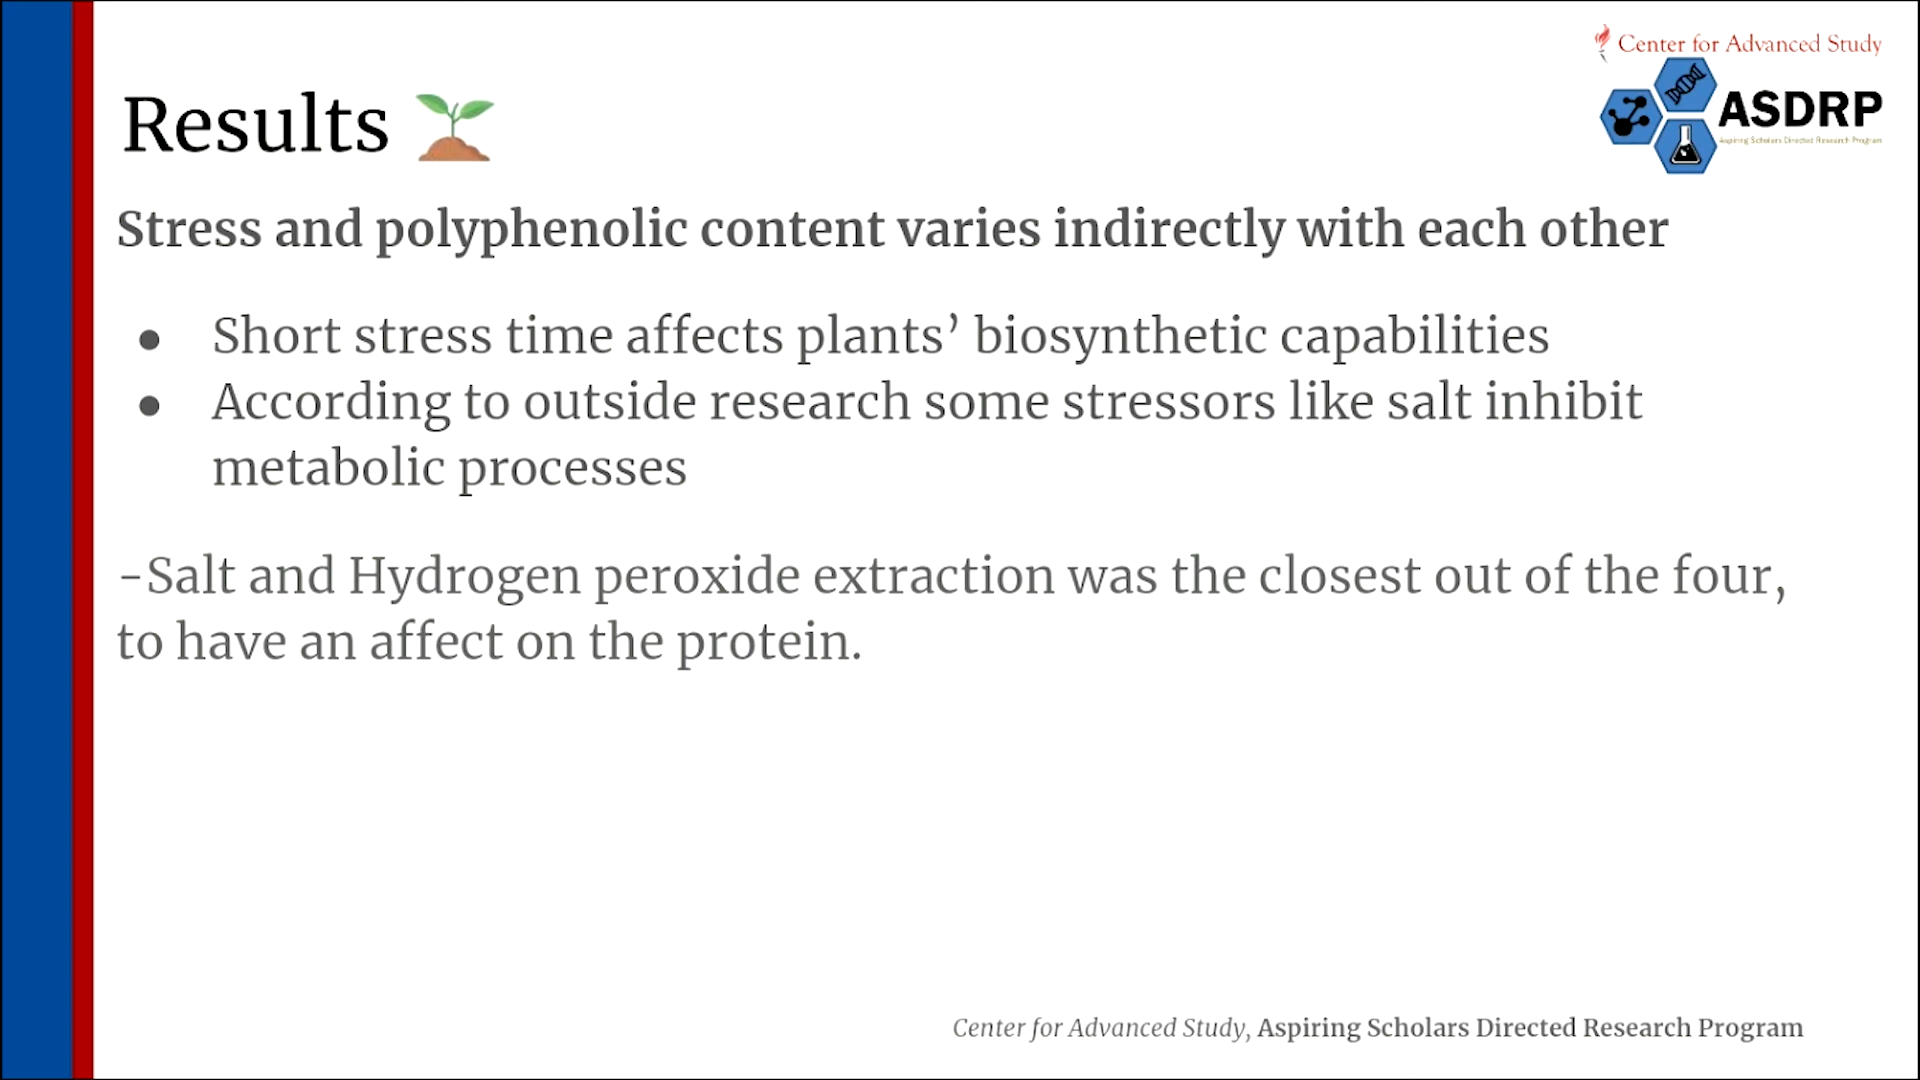 Center for Advanced Study
Results
ASDRP
Aspiring Scholars Directed Research Program
Stress and polyphenolic content varies indirectly with each other
● Short stress time affects plants’ biosynthetic capabilities
● According to outside research some stressors like salt inhibit
metabolic processes
-Salt and Hydrogen peroxide extraction was the closest out of the four,
to have an affect on the protein.
Center for Advanced Study, Aspiring Scholars Directed Research Program